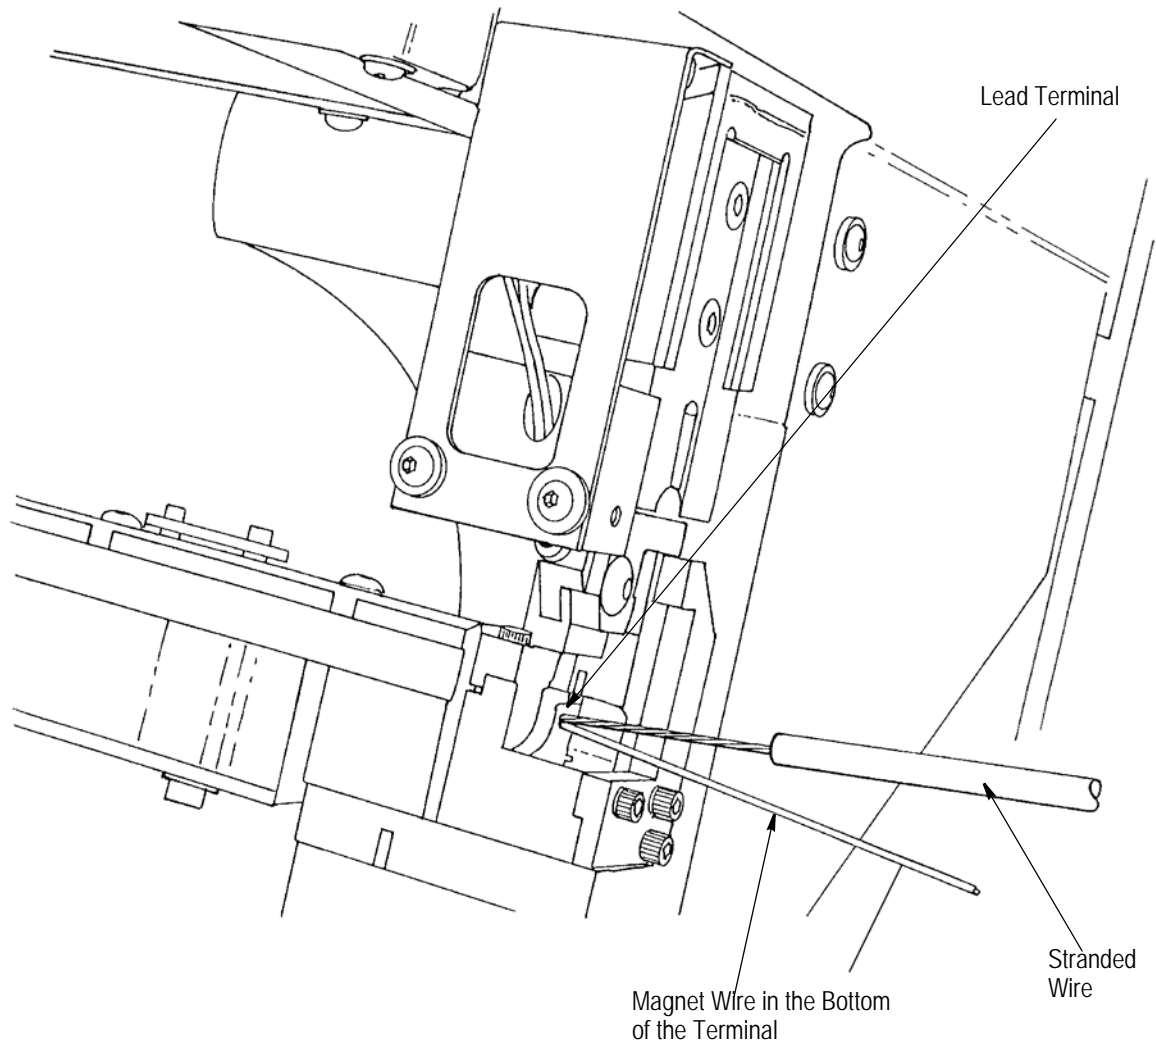 Lead Terminal
Stranded
Wire
Magnet Wire in the Bottom
of the Terminal